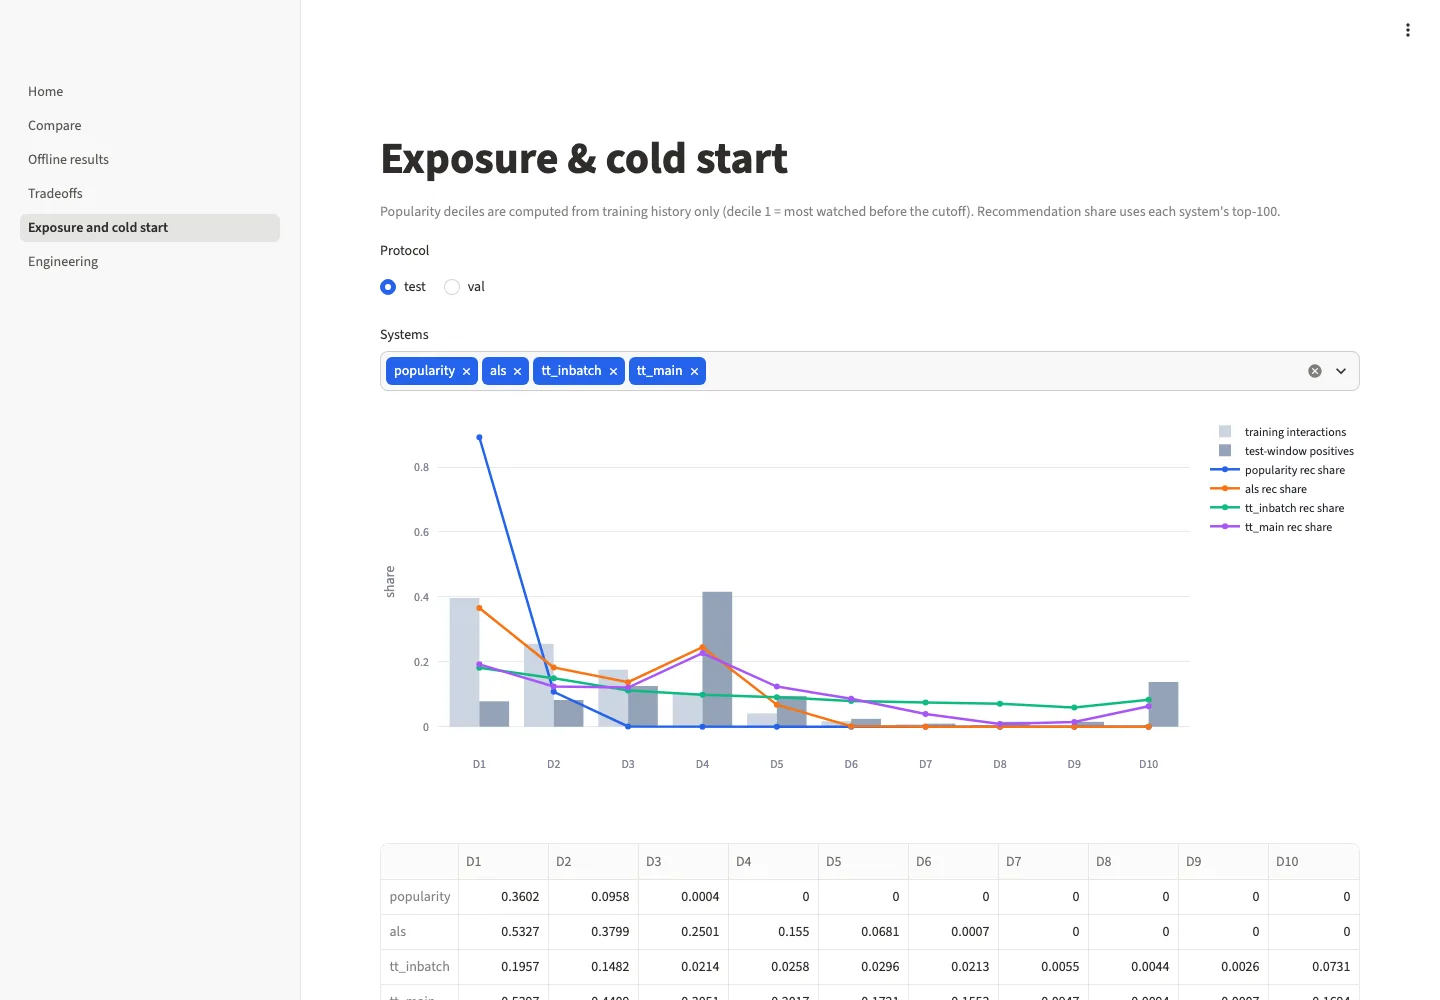 Home
Compare
Offline results
Tradeoffs
Exposure and cold start
Engineering
Exposure & cold start
Popularity deciles are computed from training history only (decile 1 = most watched before the cutoff). Recommendation share uses each system's top-100.
Protocol
test val
Systems
popularity × als × tt_inbatch × tt_main ×
training interactions
test-window positives
popularity rec share
als rec share
tt_inbatch rec share
tt_main rec share
share
0.8
0.6
0.4
0.2
0
D1 D2 D3 D4 D5 D6 D7 D8 D9 D10
D1 D2 D3 D4 D5 D6 D7 D8 D9 D10
popularity 0.3602 0.0958 0.0004 0 0 0 0 0 0 0
als 0.5327 0.3799 0.2501 0.155 0.0681 0.0007 0 0 0 0
tt_inbatch 0.1957 0.1482 0.0214 0.0258 0.0296 0.0213 0.0055 0.0044 0.0026 0.0731
tt_main